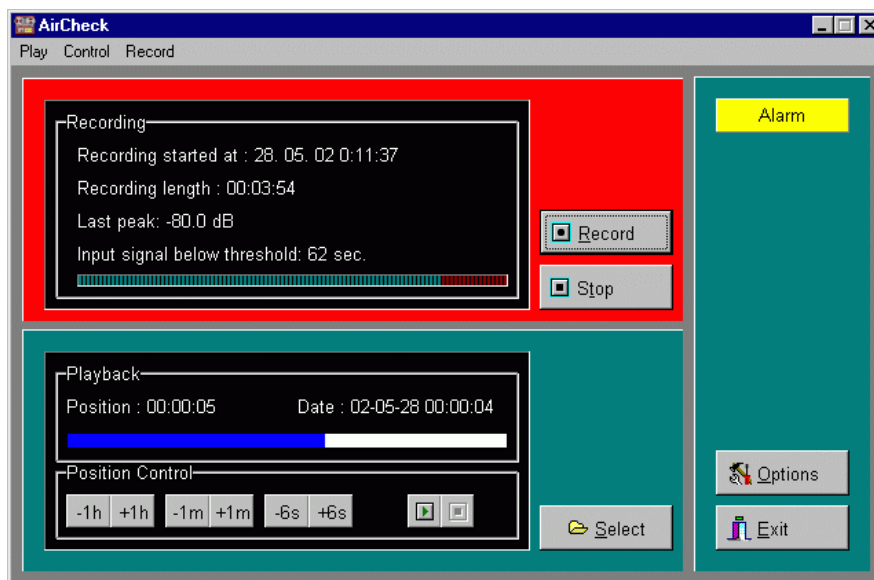 AirCheck
Play Control Record
Recording
Recording started at : 28. 05. 02 0:11:37
Recording length : 00:03:54
Last peak: -80.0 dB
Input signal below threshold: 62 sec.
Record
Stop
Alarm
Playback
Position : 00:00:05 Date : 02-05-28 00:00:04
Position Control
-1h +1h -1m +1m -6s +6s
Select
Options
Exit